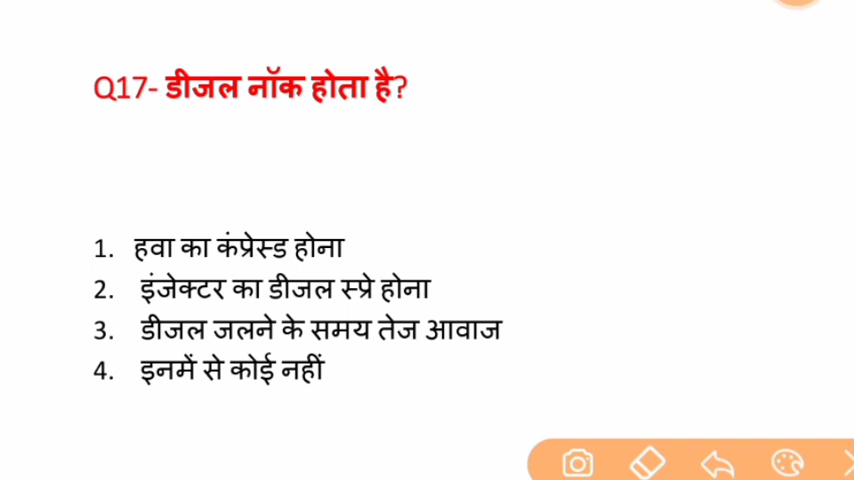 Q17- डीजल नॉक होता है?
1. हवा का कंप्रेस्ड होना
2. इंजेक्टर का डीजल स्प्रे होना
3. डीजल जलने के समय तेज आवाज
4. इनमें से कोई नहीं